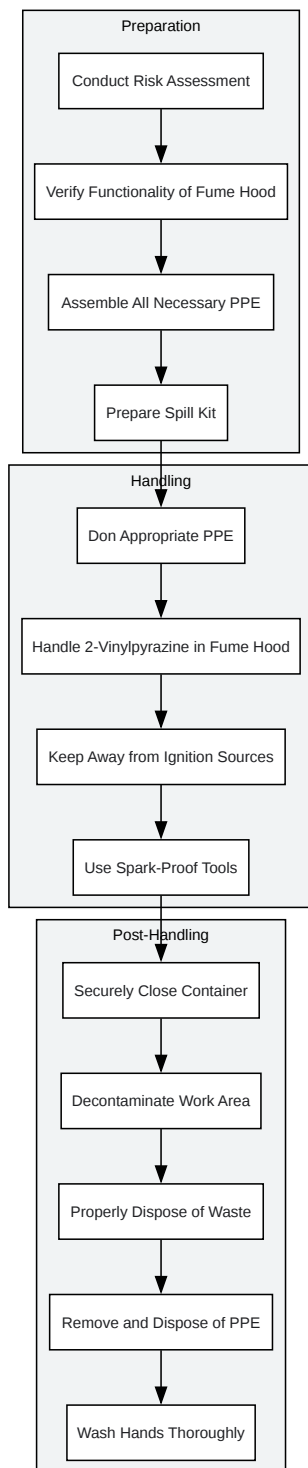 Preparation
Conduct Risk Assessment
Verify Functionality of Fume Hood
Assemble All Necessary PPE
Prepare Spill Kit
Handling
Don Appropriate PPE
Handle 2-Vinylpyrazine in Fume Hood
Keep Away from Ignition Sources
Use Spark-Proof Tools
Post-Handling
Securely Close Container
Decontaminate Work Area
Properly Dispose of Waste
Remove and Dispose of PPE
Wash Hands Thoroughly